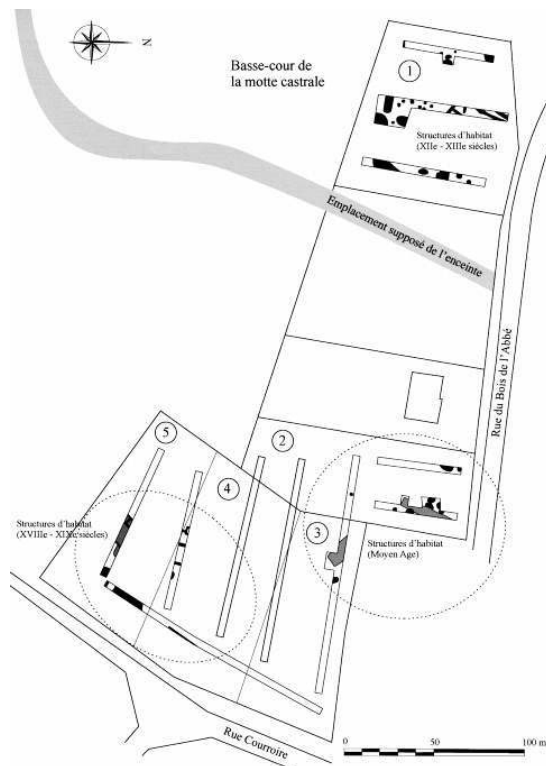 N
Basse-cour de
la motte castrale
1
Structures d'habitat
(XIIe - XIIIe siècles)
Emplacement supposé de l'enceinte
Rue du Bois de l'Abbé
5
2
4
Structures d'habitat
(XVIIIe - XIXe siècles)
3
Structures d'habitat
(Moyen Age)
Rue Courroire
0
50
100 m